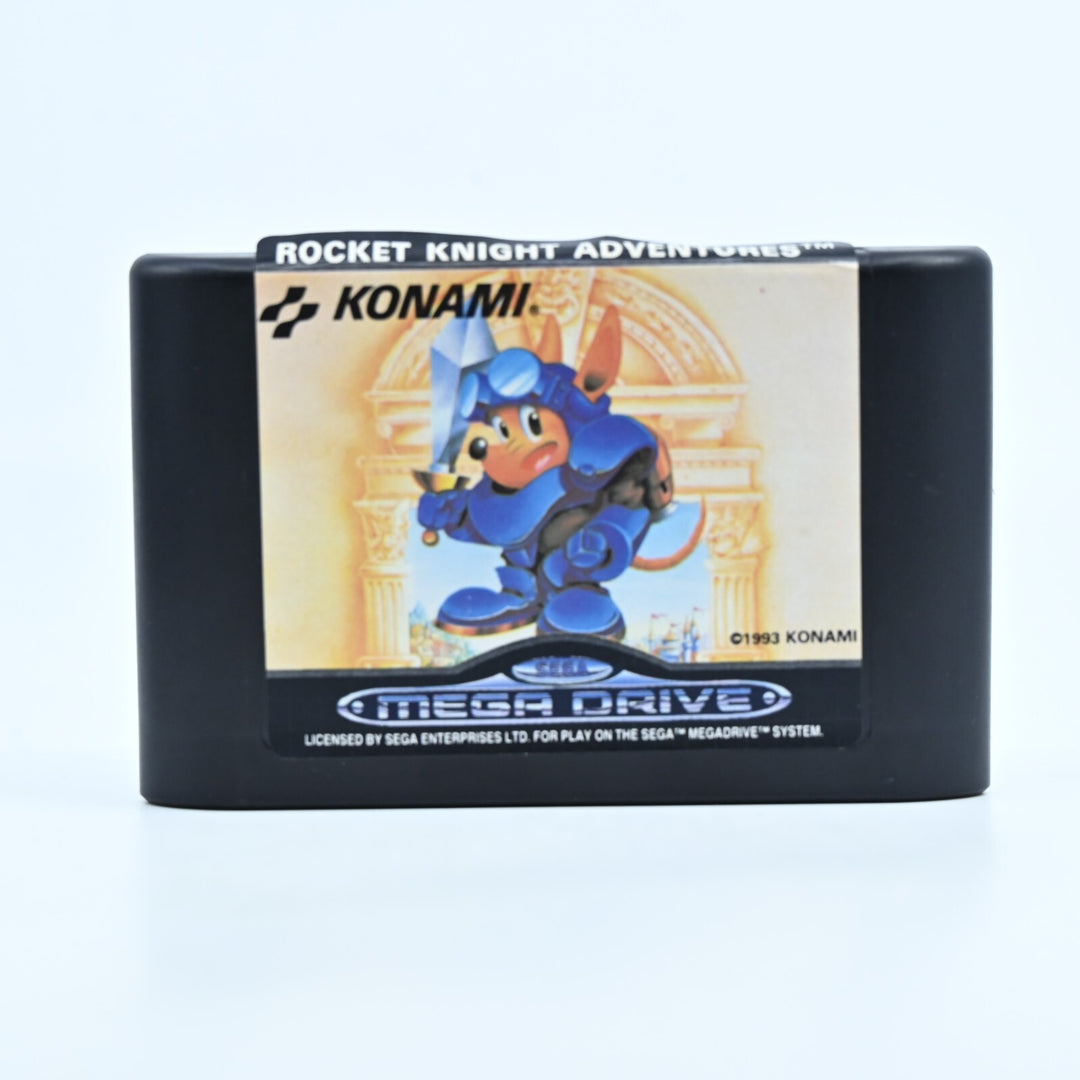 ROCKET KNIGHT ADVENTURES™
KONAMI®
©1993 KONAMI
SEGA
MEGA DRIVE
LICENSED BY SEGA ENTERPRISES LTD. FOR PLAY ON THE SEGA™ MEGADRIVE™ SYSTEM.